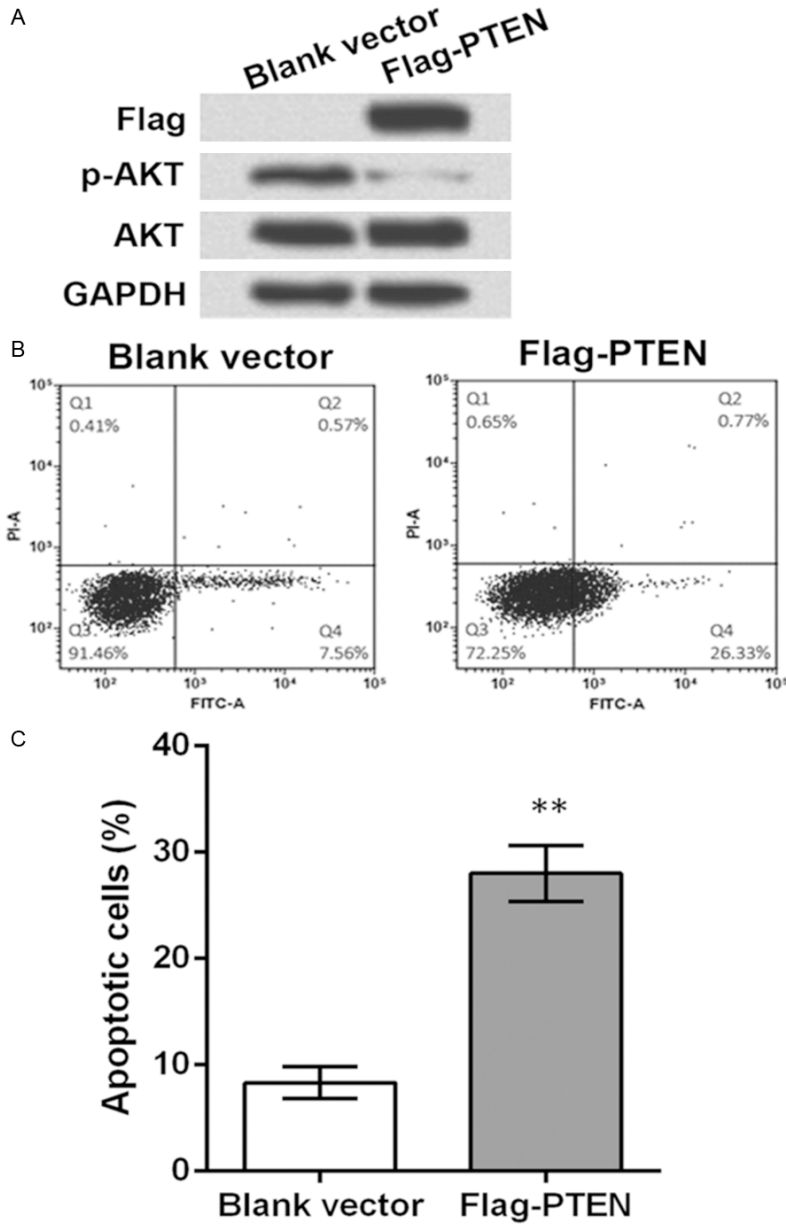 A
Blank vector
Flag-PTEN
Flag
p-AKT
AKT
GAPDH
B
Blank vector
Flag-PTEN
10⁵
10⁴
10³
10²
PI-A
Q1
0.41%
Q2
0.57%
Q3
91.46%
Q4
7.56%
10² 10³ 10⁴ 10⁵
FITC-A
10⁵
10⁴
10³
10²
PI-A
Q1
0.65%
Q2
0.77%
Q3
72.25%
Q4
26.33%
10² 10³ 10⁴ 10⁵
FITC-A
C
Apoptotic cells (%)
40
30
20
10
0
**
Blank vector Flag-PTEN